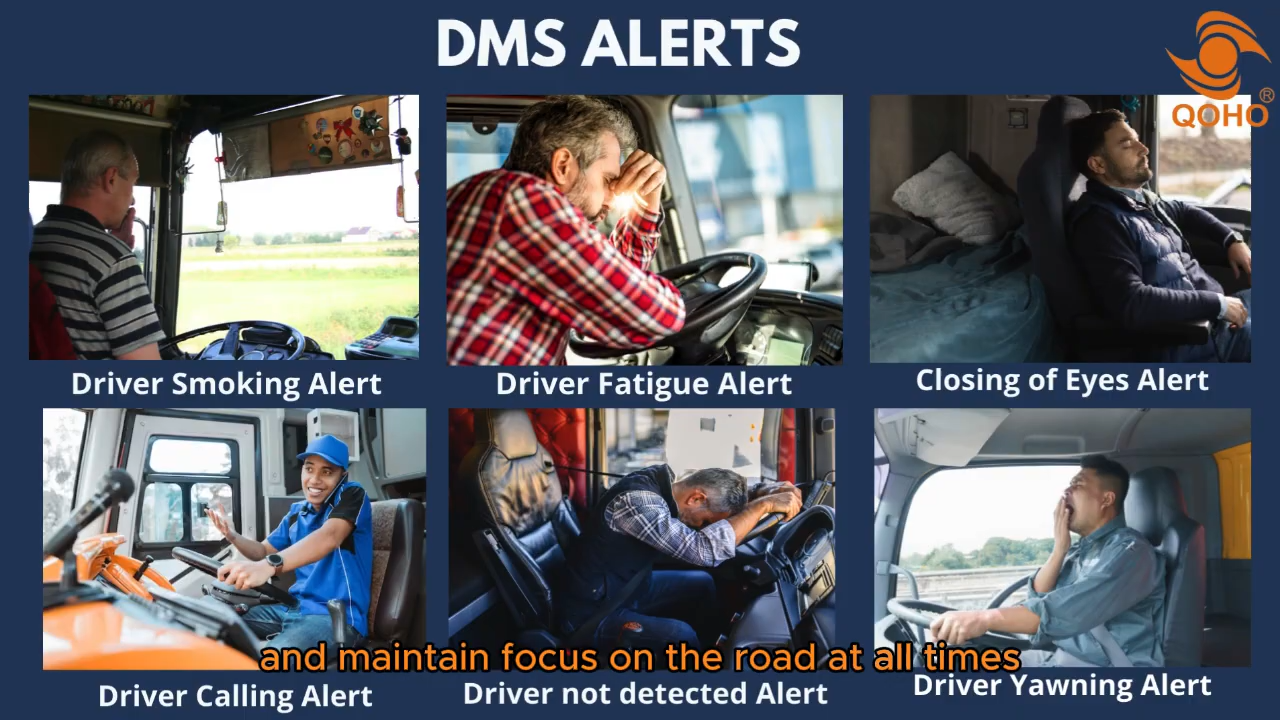 DMS ALERTS
QOHO
®
Driver Smoking Alert
Driver Fatigue Alert
Closing of Eyes Alert
and maintain focus on the road at all times
Driver Calling Alert
Driver not detected Alert
Driver Yawning Alert